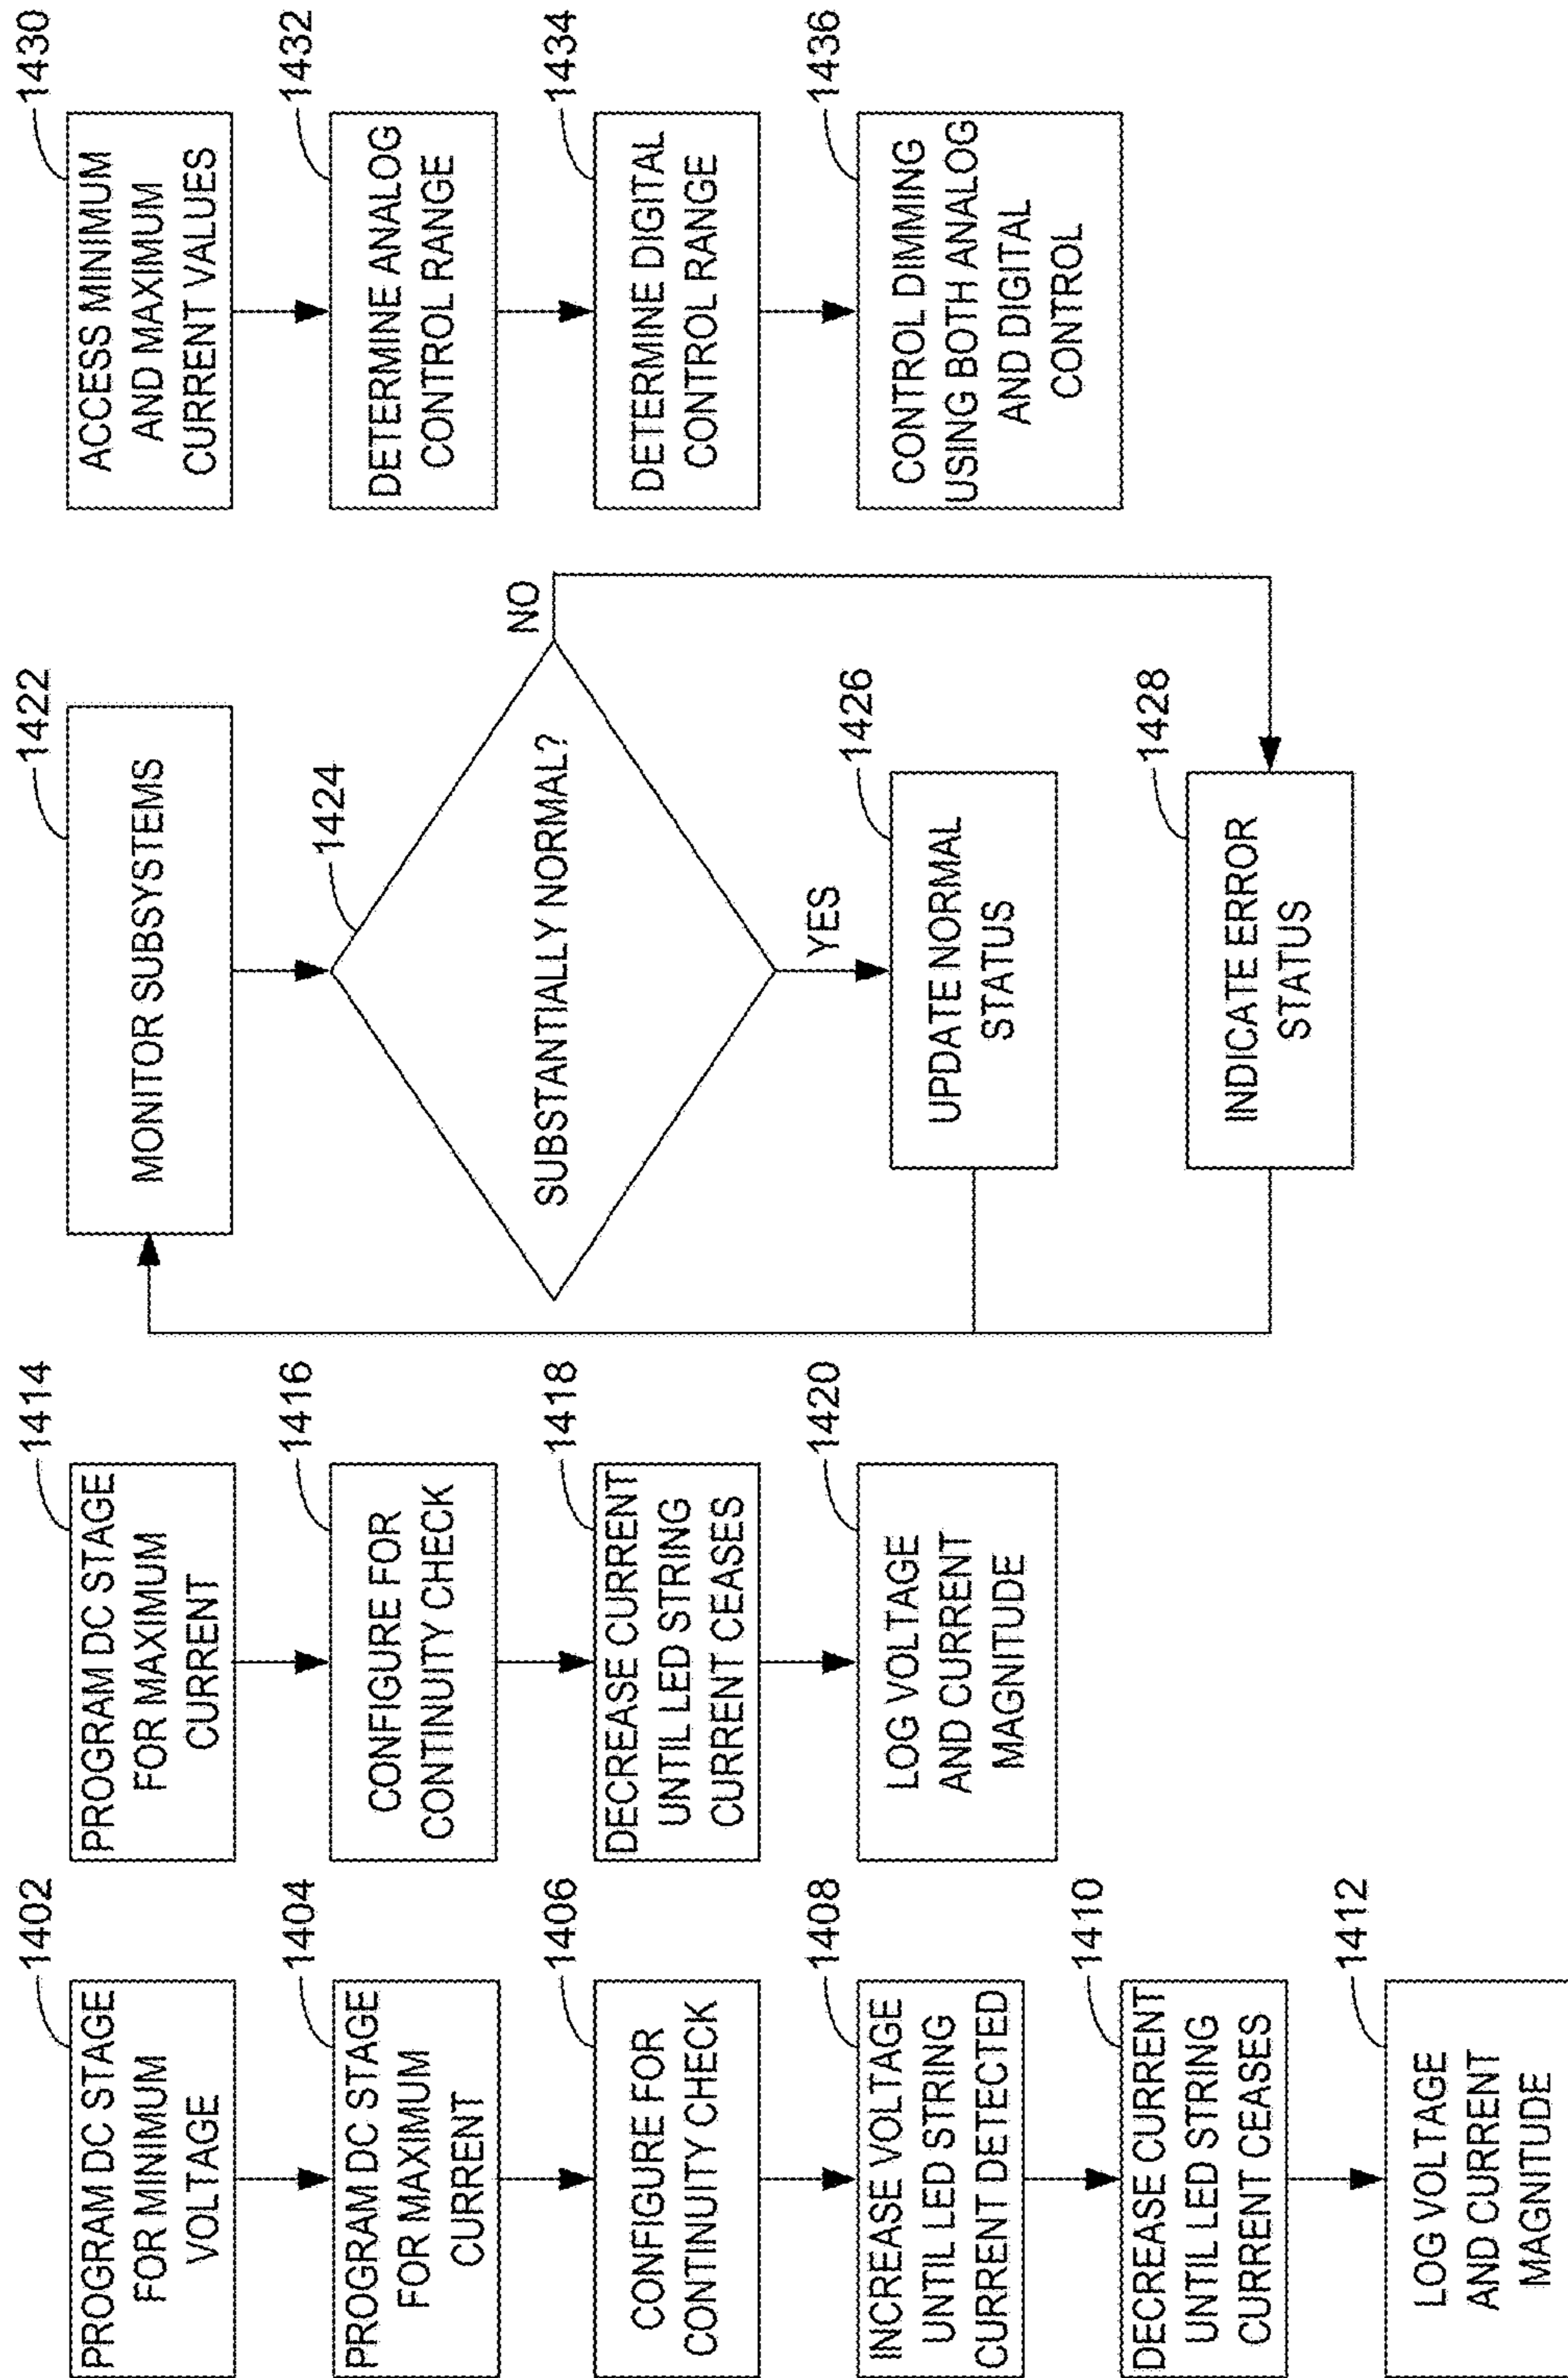 1402
PROGRAM DC STAGE
FOR MINIMUM
VOLTAGE
1404
PROGRAM DC STAGE
FOR MAXIMUM
CURRENT
1406
CONFIGURE FOR
CONTINUITY CHECK
1408
INCREASE VOLTAGE
UNTIL LED STRING
CURRENT DETECTED
1410
DECREASE CURRENT
UNTIL LED STRING
CURRENT CEASES
1412
LOG VOLTAGE
AND CURRENT
MAGNITUDE
1414
PROGRAM DC STAGE
FOR MAXIMUM
CURRENT
1416
CONFIGURE FOR
CONTINUITY CHECK
1418
DECREASE CURRENT
UNTIL LED STRING
CURRENT CEASES
1420
LOG VOLTAGE
AND CURRENT
MAGNITUDE
1422
MONITOR SUBSYSTEMS
1424
SUBSTANTIALLY NORMAL?
NO
YES
1426
UPDATE NORMAL
STATUS
1428
INDICATE ERROR
STATUS
1430
ACCESS MINIMUM
AND MAXIMUM
CURRENT VALUES
1432
DETERMINE ANALOG
CONTROL RANGE
1434
DETERMINE DIGITAL
CONTROL RANGE
1436
CONTROL DIMMING
USING BOTH ANALOG
AND DIGITAL
CONTROL